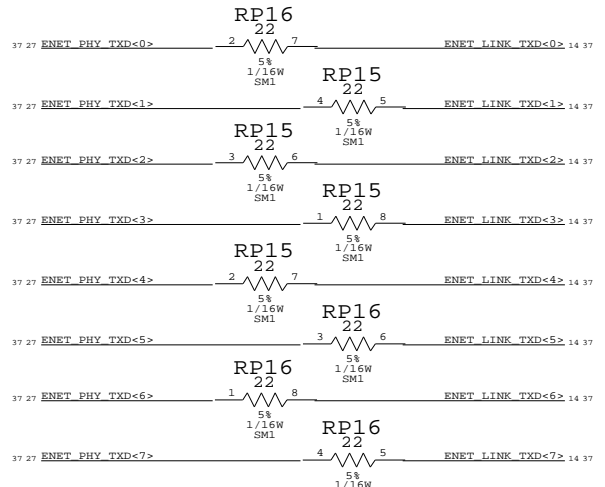 RP16
22
37 27 ENET_PHY_TXD<0> 2 7 ENET_LINK_TXD<0> 14 37
5%
1/16W
SM1
RP15
22
37 27 ENET_PHY_TXD<1> 4 5 ENET_LINK_TXD<1> 14 37
5%
1/16W
SM1
RP15
22
37 27 ENET_PHY_TXD<2> 3 6 ENET_LINK_TXD<2> 14 37
5%
1/16W
SM1
RP15
22
37 27 ENET_PHY_TXD<3> 1 8 ENET_LINK_TXD<3> 14 37
5%
1/16W
SM1
RP15
22
37 27 ENET_PHY_TXD<4> 2 7 ENET_LINK_TXD<4> 14 37
5%
1/16W
SM1
RP16
22
37 27 ENET_PHY_TXD<5> 3 6 ENET_LINK_TXD<5> 14 37
5%
1/16W
SM1
RP16
22
37 27 ENET_PHY_TXD<6> 1 8 ENET_LINK_TXD<6> 14 37
5%
1/16W
SM1
RP16
22
37 27 ENET_PHY_TXD<7> 4 5 ENET_LINK_TXD<7> 14 37
5%
1/16W